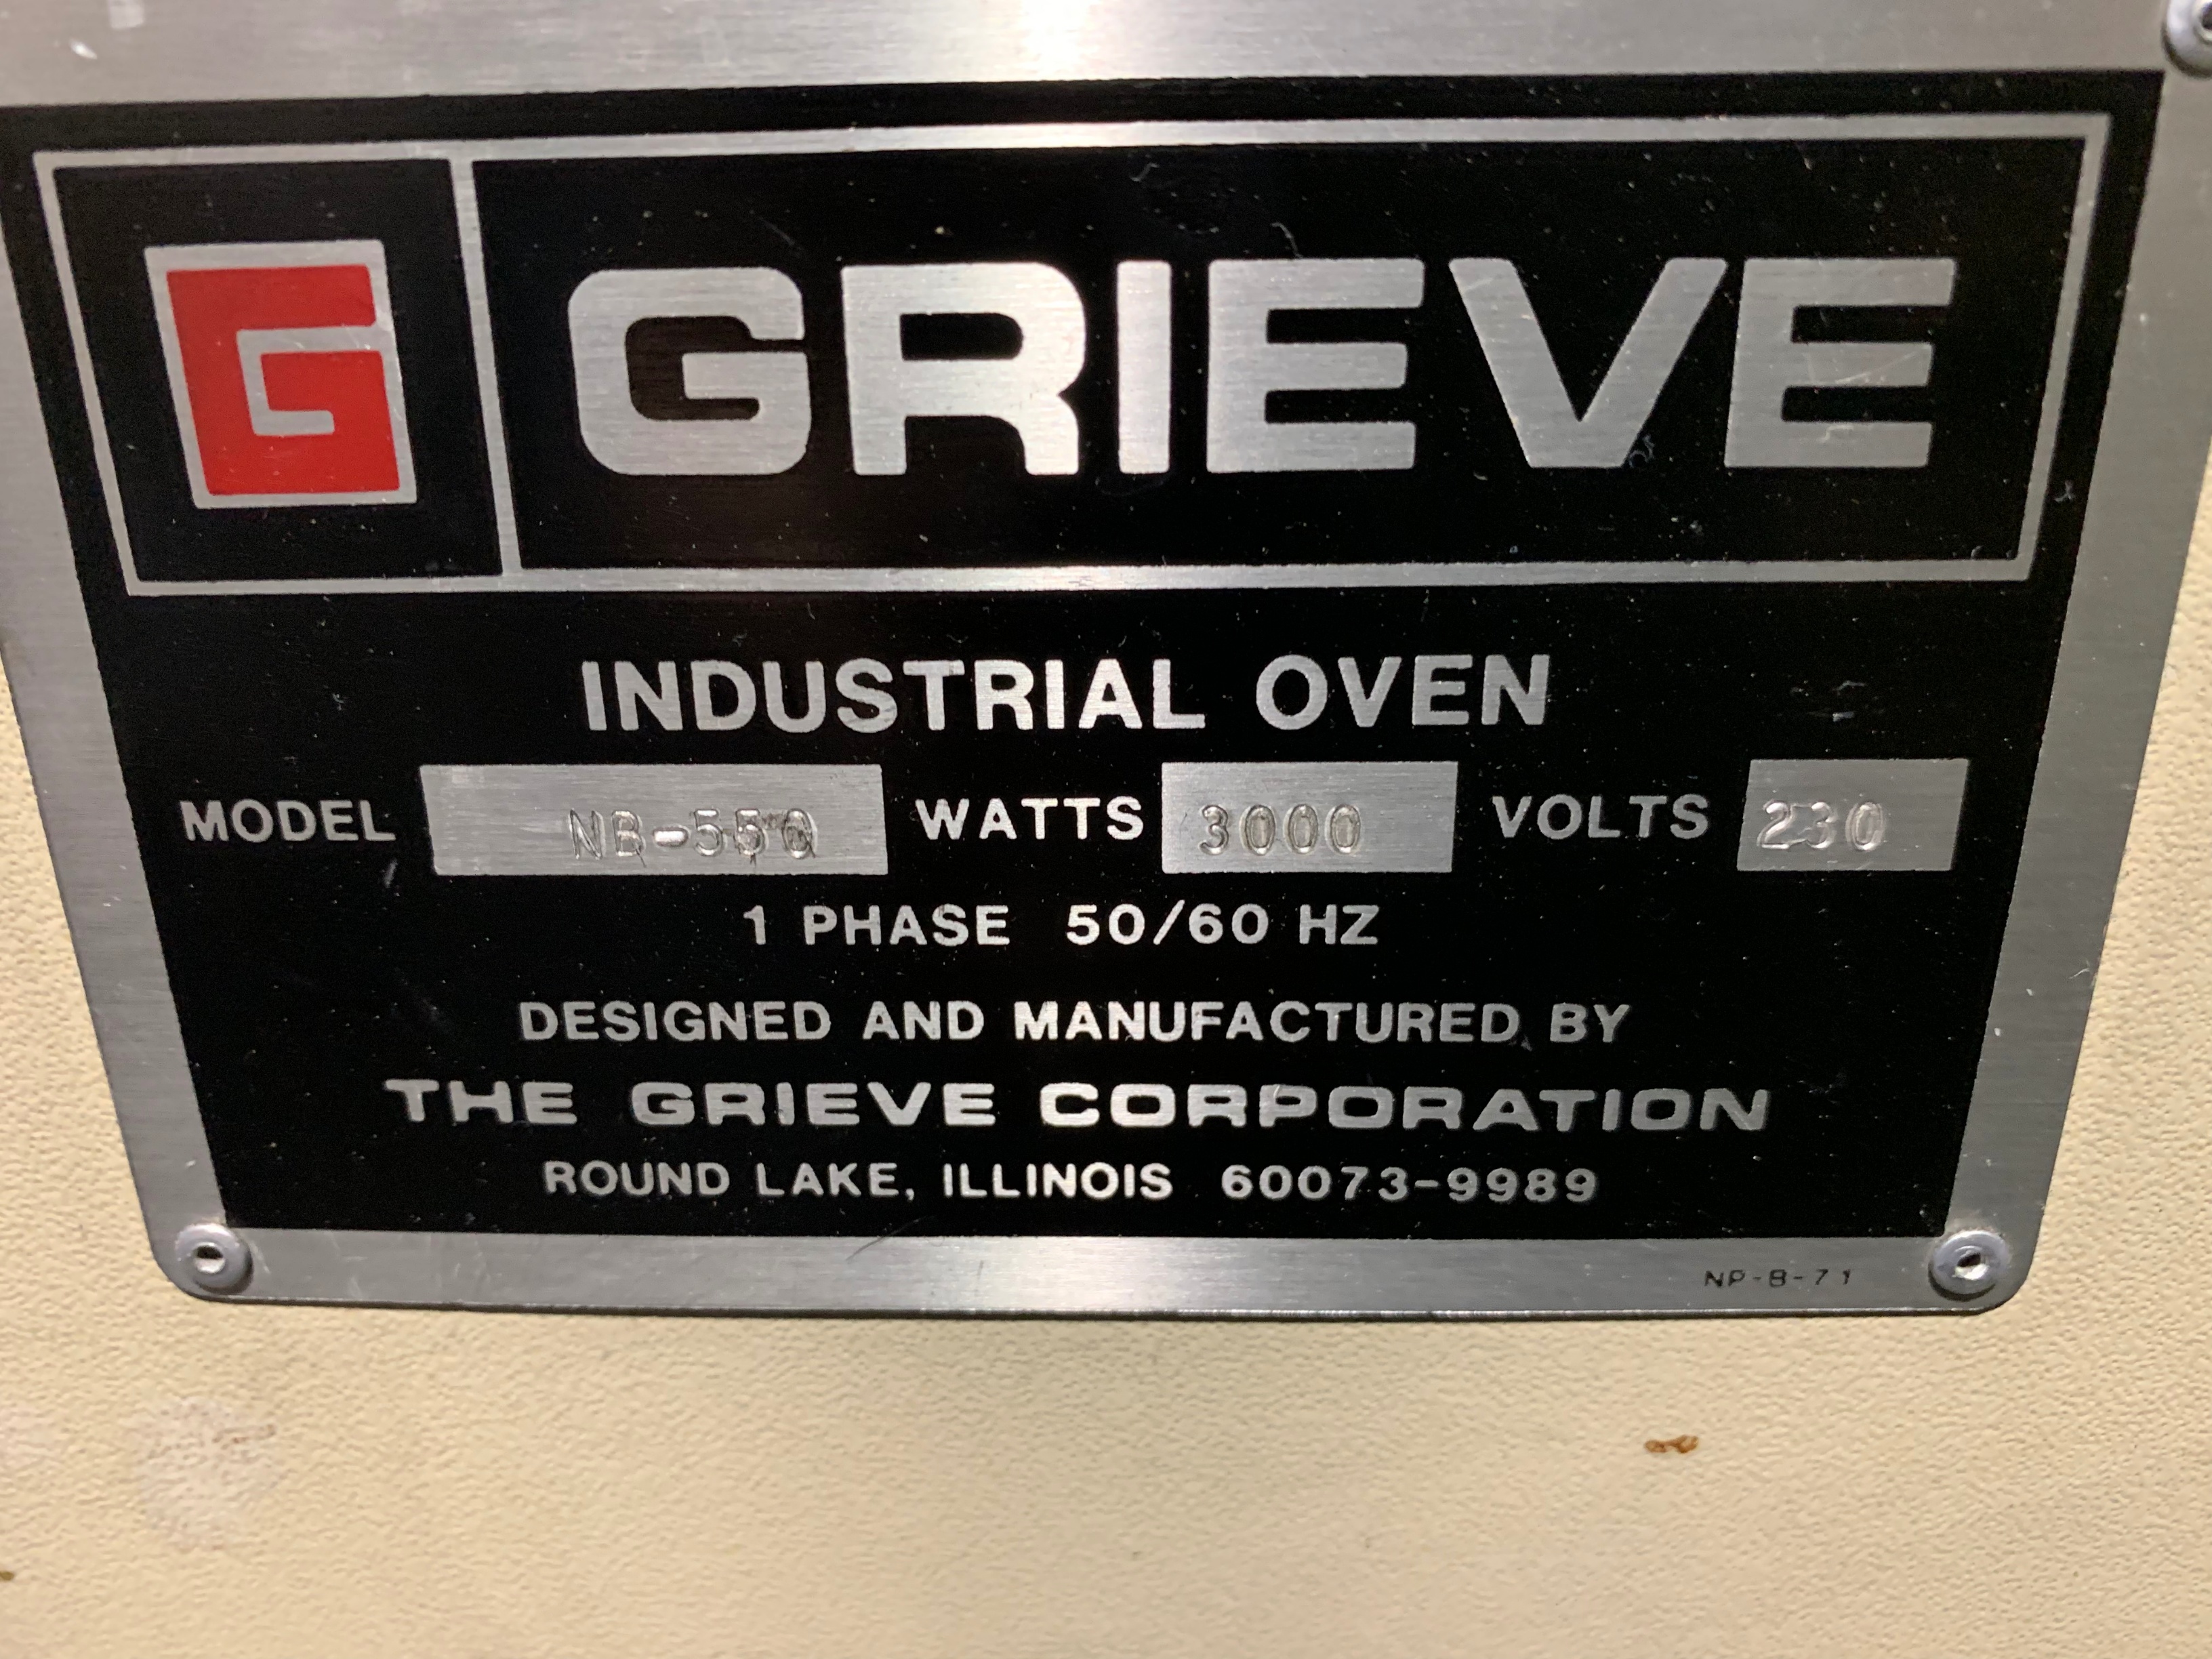 G GRIEVE
INDUSTRIAL OVEN
MODEL NB-550 WATTS 3000 VOLTS 230
1 PHASE 50/60 HZ
DESIGNED AND MANUFACTURED BY
THE GRIEVE CORPORATION
ROUND LAKE, ILLINOIS 60073-9989
NP-B-71